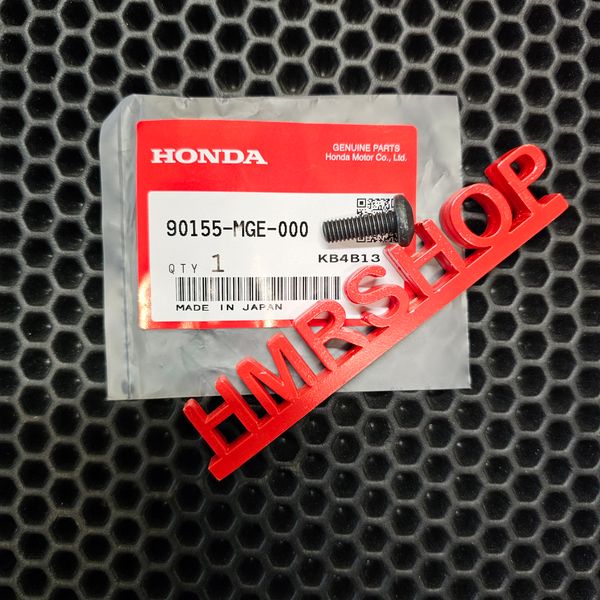 HONDA
GENUINE PARTS
Honda Motor Co., Ltd.
90155-MGE-000
QTY 1
KB4B13
MADE IN JAPAN
HMRSHOP